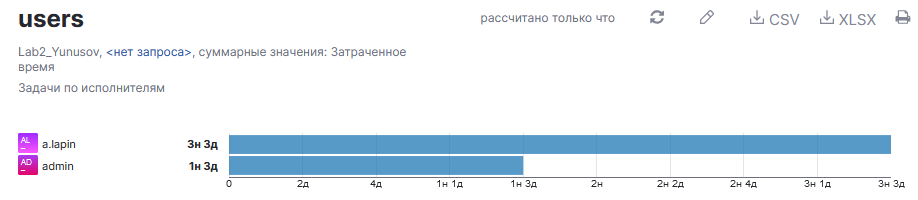 users
рассчитано только что
CSV
XLSX
Lab2_Yunusov, <нет запроса>, суммарные значения: Затраченное
время
Задачи по исполнителям
AL a.lapin 3н 3д
AD admin 1н 3д
0 2д 4д 1н 1д 1н 3д 2н 2н 2д 2н 4д 3н 1д 3н 3д